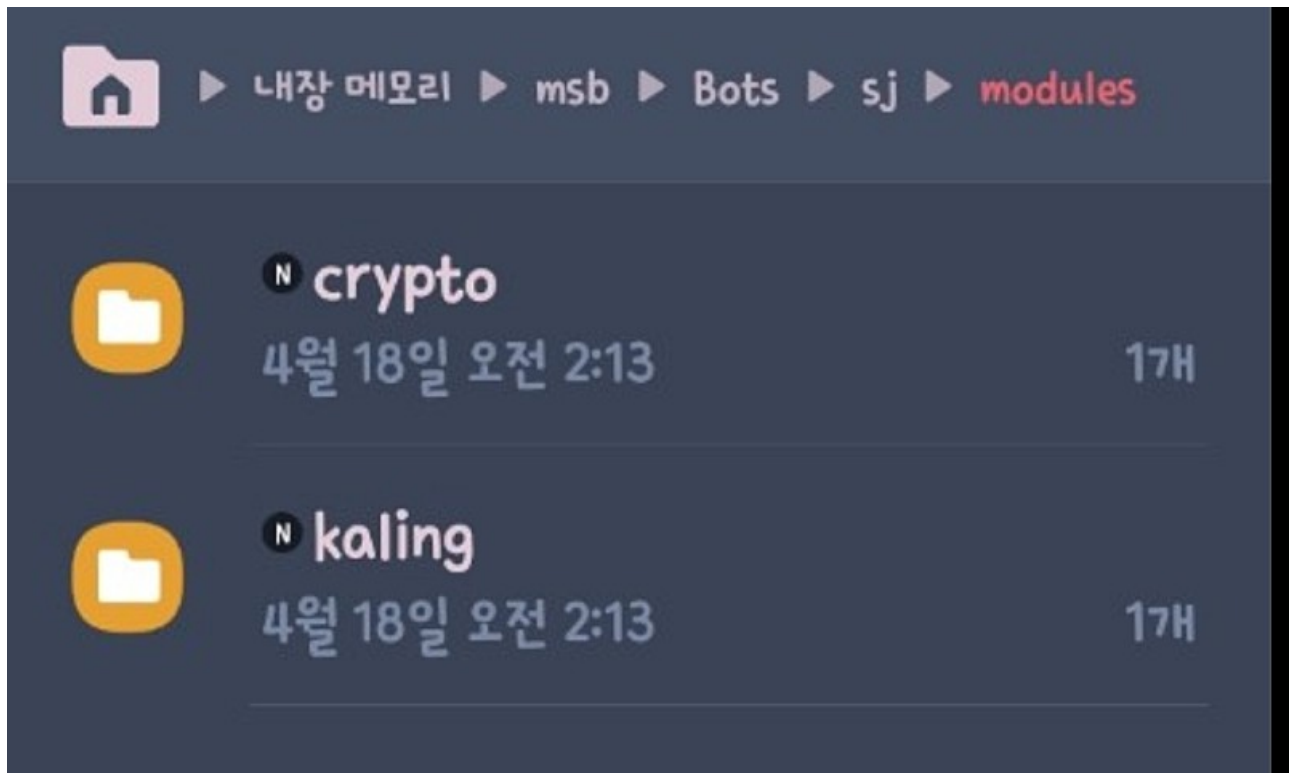 내장 메모리 ▶ msb ▶ Bots ▶ sj ▶ modules
N crypto
4월 18일 오전 2:13 1개
N kaling
4월 18일 오전 2:13 1개